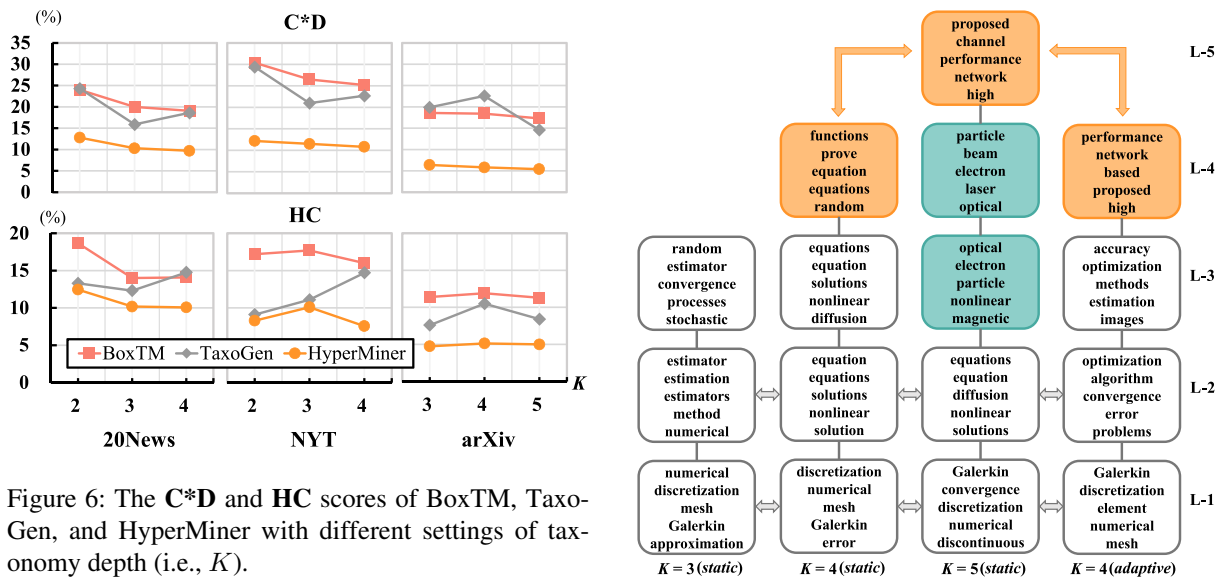 (%)
C*D
35
30
25
20
15
10
5
0
(%)
HC
20
15
10
5
0
BoxTM
TaxoGen
HyperMiner
K
2 3 4
2 3 4
3 4 5
20News
NYT
arXiv
Figure 6: The C*D and HC scores of BoxTM, Taxo-
Gen, and HyperMiner with different settings of tax-
onomy depth (i.e., K).
proposed
channel
performance
network
high
L-5
functions
prove
equation
equations
random
particle
beam
electron
laser
optical
performance
network
based
proposed
high
L-4
random
estimator
convergence
processes
stochastic
equations
equation
solutions
nonlinear
diffusion
optical
electron
particle
nonlinear
magnetic
accuracy
optimization
methods
estimation
images
L-3
estimator
estimation
estimators
method
numerical
equation
equations
solutions
nonlinear
solution
equations
equation
diffusion
nonlinear
solutions
optimization
algorithm
convergence
error
problems
L-2
numerical
discretization
mesh
Galerkin
approximation
discretization
numerical
mesh
Galerkin
error
Galerkin
convergence
discretization
numerical
discontinuous
Galerkin
discretization
element
numerical
mesh
L-1
K = 3 (static)
K = 4 (static)
K = 5 (static)
K = 4 (adaptive)